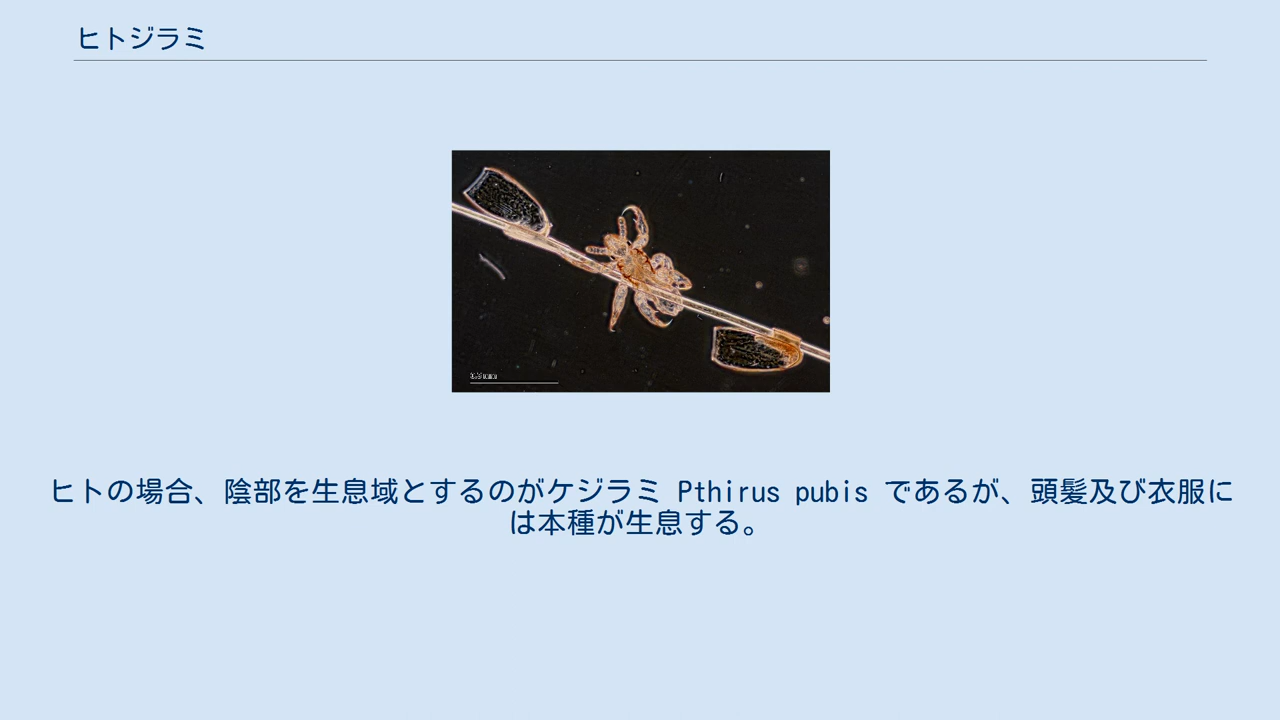 ヒトジラミ
ヒトの場合、陰部を生息域とするのがケジラミ Pthirus pubis であるが、頭髪及び衣服に
は本種が生息する。